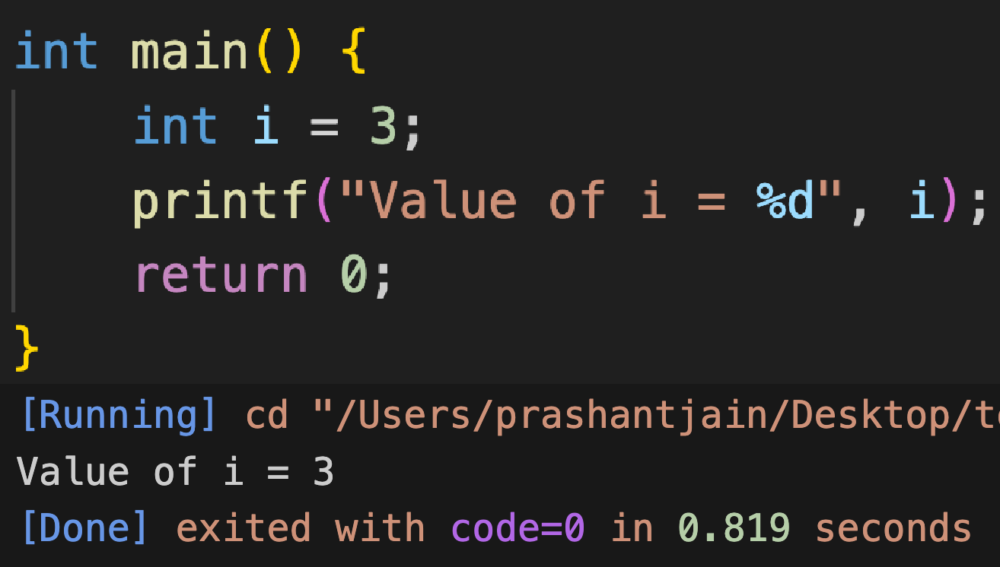 int main() {
    int i = 3;
    printf("Value of i = %d", i);
    return 0;
}
[Running] cd "/Users/prashantjain/Desktop/
Value of i = 3
[Done] exited with code=0 in 0.819 seconds